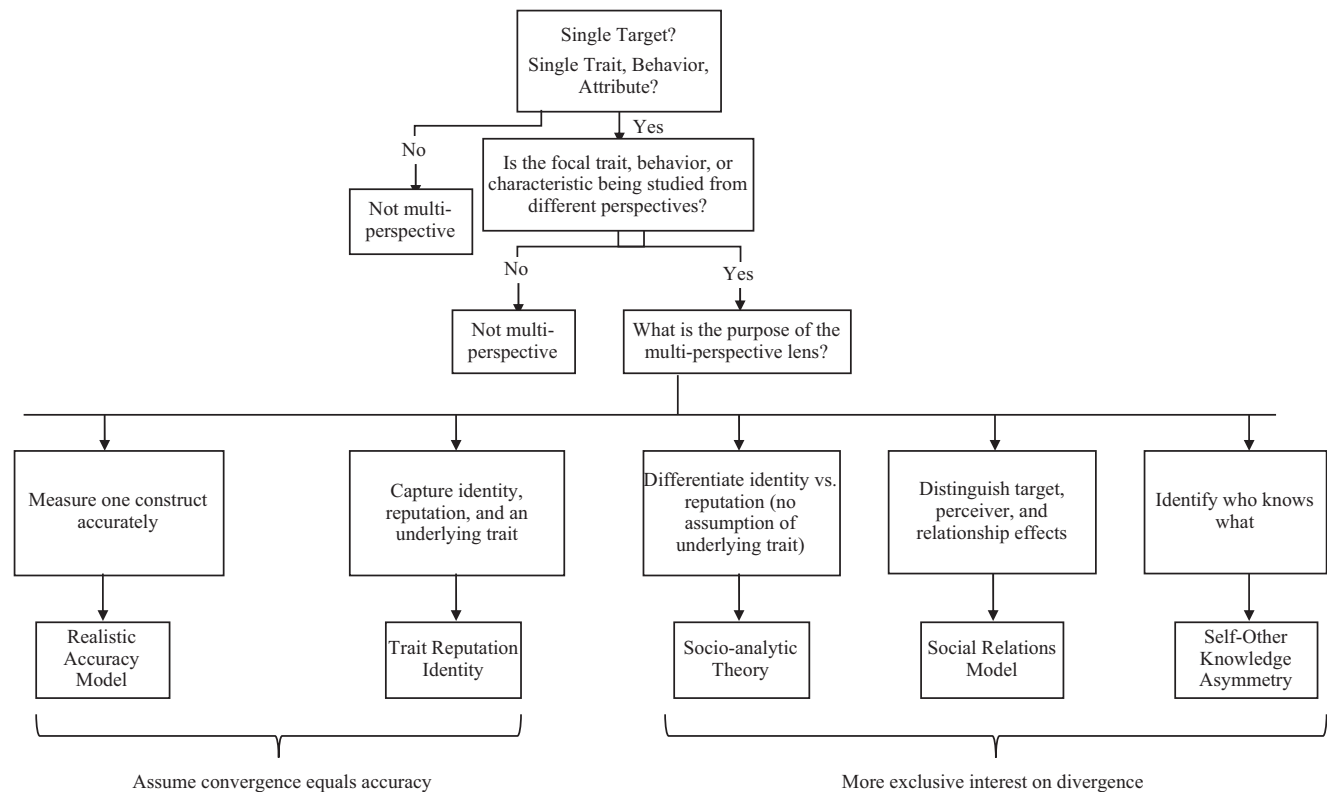 Single Target?
Single Trait, Behavior,
Attribute?
No
Yes
Is the focal trait, behavior, or
characteristic being studied from
different perspectives?
Not multi-
perspective
No
Yes
Not multi-
perspective
What is the purpose of the
multi-perspective lens?
Measure one construct
accurately
Capture identity,
reputation, and an
underlying trait
Differentiate identity vs.
reputation (no
assumption of
underlying trait)
Distinguish target,
perceiver, and
relationship effects
Identify who knows
what
Realistic
Accuracy
Model
Trait Reputation
Identity
Socio-analytic
Theory
Social Relations
Model
Self-Other
Knowledge
Asymmetry
Assume convergence equals accuracy
More exclusive interest on divergence